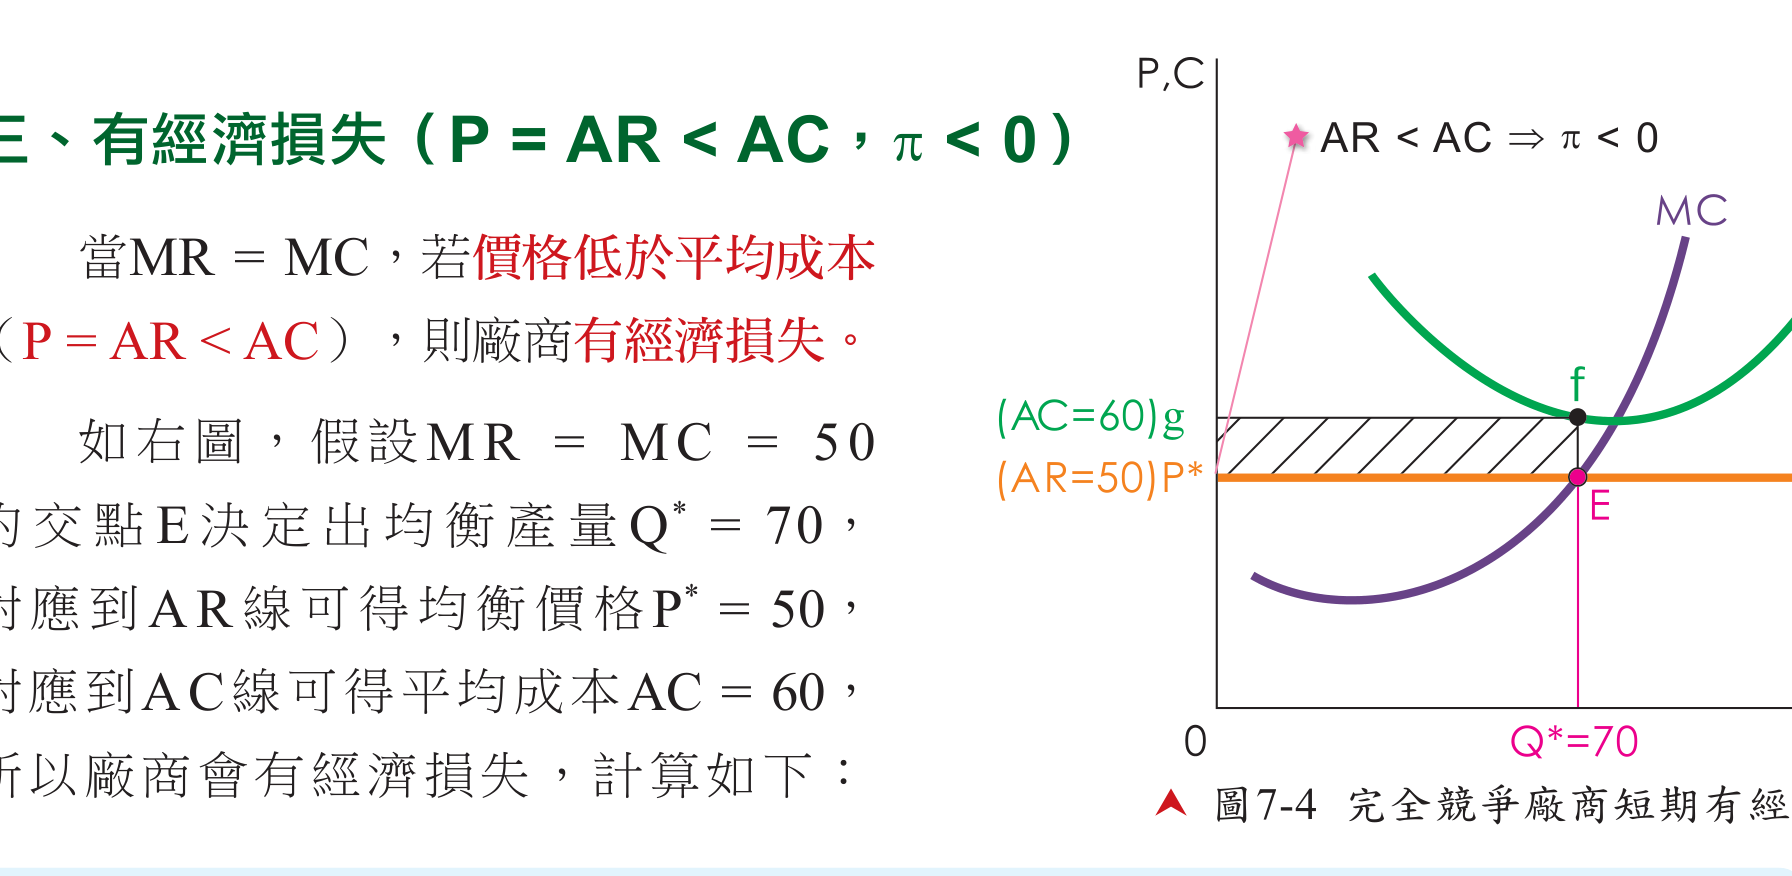 三、有經濟損失（P = AR < AC，π < 0）
當MR = MC，若價格低於平均成本
（P = AR < AC），則廠商有經濟損失。
如右圖，假設MR = MC = 50
的交點E決定出均衡產量Q* = 70，
對應到AR線可得均衡價格P* = 50，
對應到AC線可得平均成本AC = 60，
所以廠商會有經濟損失，計算如下：
P,C
AR < AC ⇒ π < 0
MC
f
(AC=60)g
(AR=50)P*
E
0
Q*=70
圖7-4 完全競爭廠商短期有經